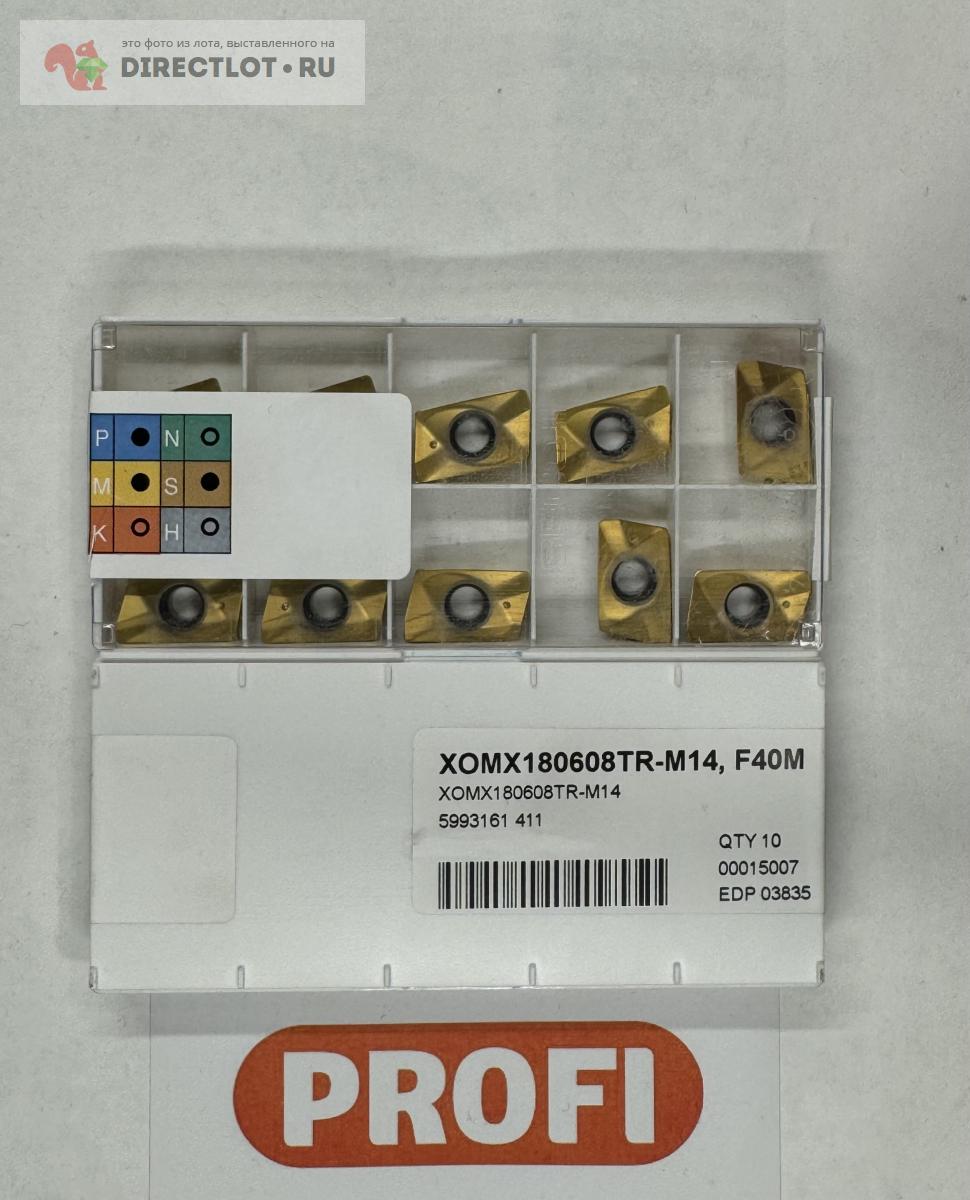 это фото из лота, выставленного на
DIRECTLOT•RU
P N
M S
K H
XOMX180608TR-M14, F40M
XOMX180608TR-M14
5993161 411
QTY 10
00015007
EDP 03835
PROFI